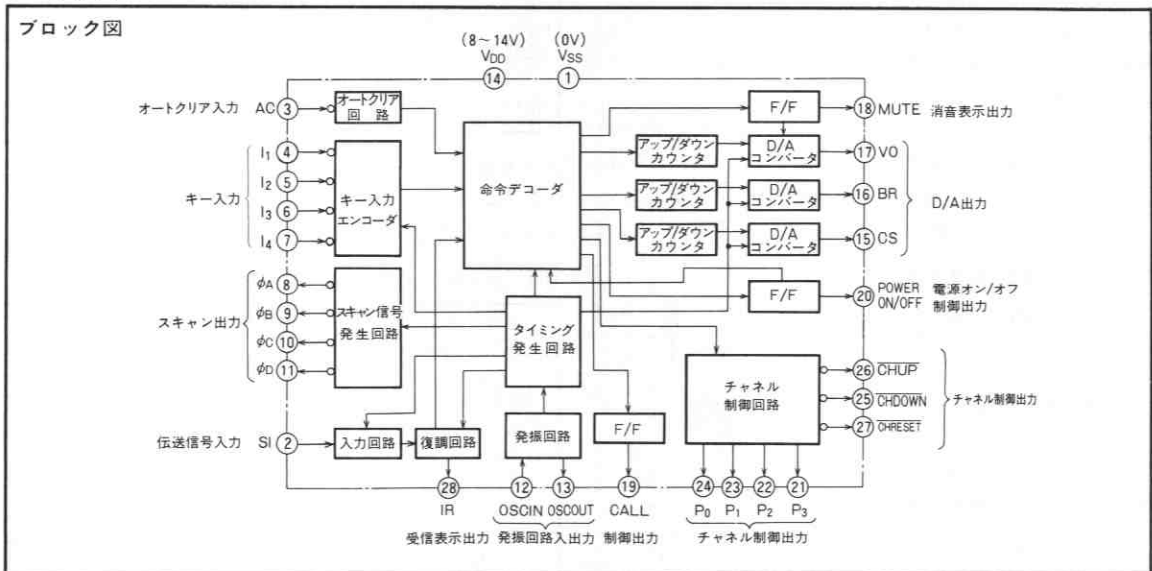 ブロック図
(8～14V) (0V)
VDD VSS
14 1
オートクリア入力 AC 3 オートクリア回路
キー入力
I1 4
I2 5
I3 6
I4 7
キー入力エンコーダ
スキャン出力
φA 8
φB 9
φC 10
φD 11
スキャン信号発生回路
伝送信号入力 SI 2 入力回路 復調回路
命令デコーダ
タイミング発生回路
発振回路
F/F
アップ/ダウンカウンタ
アップ/ダウンカウンタ
アップ/ダウンカウンタ
F/F
D/Aコンバータ
D/Aコンバータ
D/Aコンバータ
F/F
チャネル制御回路
18 MUTE 消音表示出力
17 VO
16 BR
15 CS
D/A出力
20 POWER ON/OFF 電源オン/オフ制御出力
26 CHUP
25 CHDOWN
27 CHRESET
チャネル制御出力
28 12 13 19 24 23 22 21
IR OSCIN OSCOUT CALL P0 P1 P2 P3
受信表示出力 発振回路入出力 制御出力 チャネル制御出力